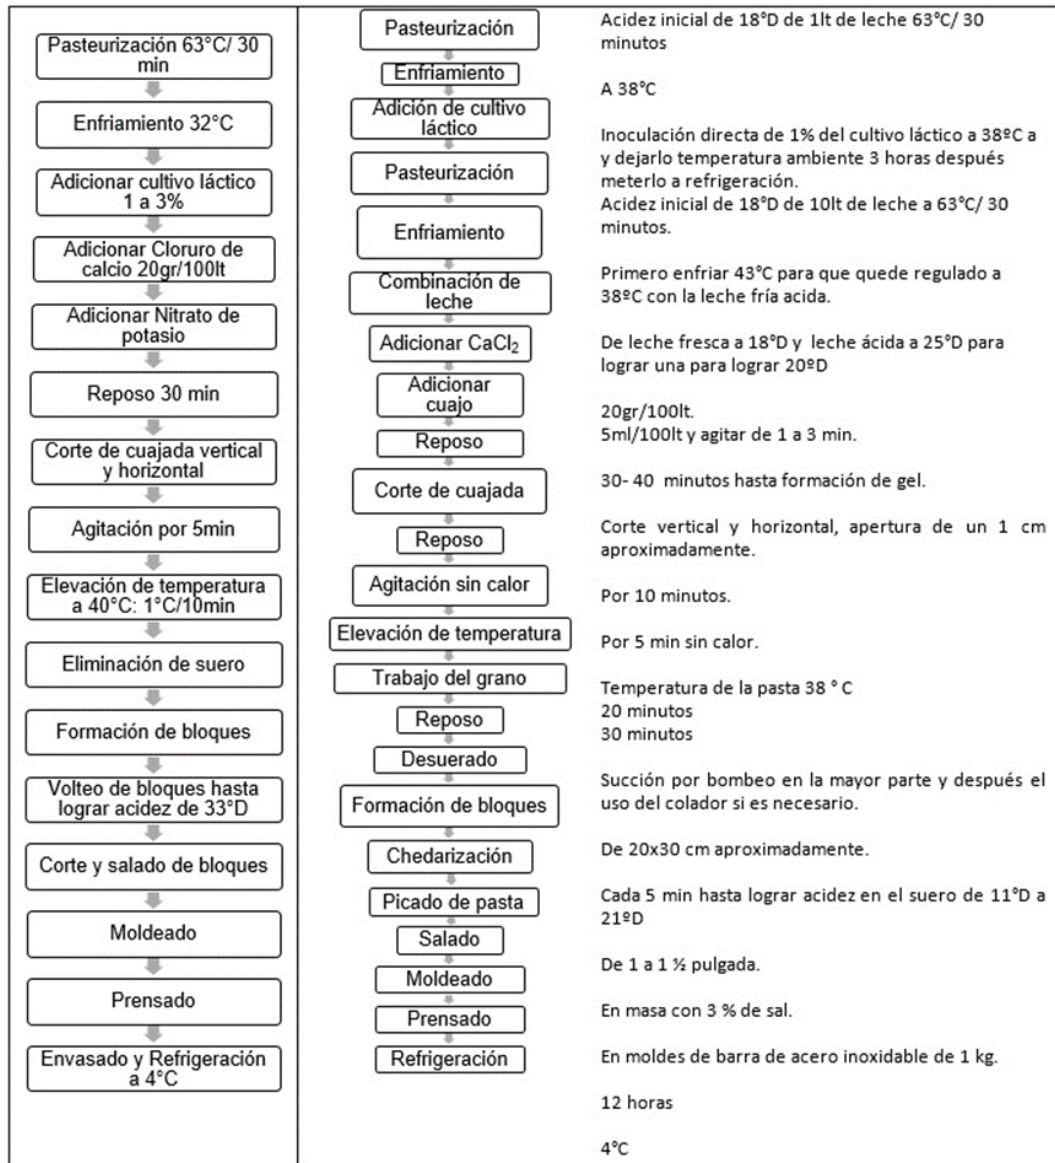 Pasteurización 63°C/ 30
min
Enfriamiento 32°C
Adicionar cultivo láctico
1 a 3%
Adicionar Cloruro de
calcio 20gr/100lt
Adicionar Nitrato de
potasio
Reposo 30 min
Corte de cuajada vertical
y horizontal
Agitación por 5min
Elevación de temperatura
a 40°C: 1°C/10min
Eliminación de suero
Formación de bloques
Volteo de bloques hasta
lograr acidez de 33°D
Corte y salado de bloques
Moldeado
Prensado
Envasado y Refrigeración
a 4°C
Pasteurización
Enfriamiento
Adición de cultivo
láctico
Pasteurización
Enfriamiento
Combinación de
leche
Adicionar CaCl₂
Adicionar
cuajo
Reposo
Corte de cuajada
Reposo
Agitación sin calor
Elevación de temperatura
Trabajo del grano
Reposo
Desuerado
Formación de bloques
Chedarización
Picado de pasta
Salado
Moldeado
Prensado
Refrigeración
Acidez inicial de 18°D de 1lt de leche 63°C/ 30
minutos
A 38°C
Inoculación directa de 1% del cultivo láctico a 38ºC a
y dejarlo temperatura ambiente 3 horas después
meterlo a refrigeración.
Acidez inicial de 18°D de 10lt de leche a 63°C/ 30
minutos.
Primero enfriar 43°C para que quede regulado a
38ºC con la leche fría acida.
De leche fresca a 18°D y leche ácida a 25°D para
lograr una para lograr 20ºD
20gr/100lt.
5ml/100lt y agitar de 1 a 3 min.
30- 40 minutos hasta formación de gel.
Corte vertical y horizontal, apertura de un 1 cm
aproximadamente.
Por 10 minutos.
Por 5 min sin calor.
Temperatura de la pasta 38 ° C
20 minutos
30 minutos
Succión por bombeo en la mayor parte y después el
uso del colador si es necesario.
De 20x30 cm aproximadamente.
Cada 5 min hasta lograr acidez en el suero de 11°D a
21ºD
De 1 a 1 ½ pulgada.
En masa con 3 % de sal.
En moldes de barra de acero inoxidable de 1 kg.
12 horas
4°C